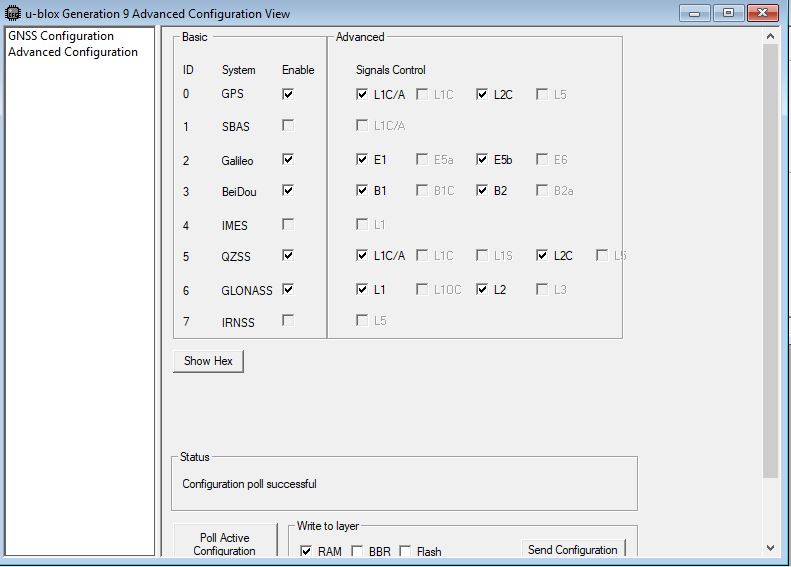 u-blox Generation 9 Advanced Configuration View
GNSS Configuration
Advanced Configuration
Basic
Advanced
ID System Enable Signals Control
0 GPS L1C/A L1C L2C L5
1 SBAS L1C/A
2 Galileo E1 E5a E5b E6
3 BeiDou B1 B1C B2 B2a
4 IMES L1
5 QZSS L1C/A L1C L1S L2C L5
6 GLONASS L1 L1OC L2 L3
7 IRNSS L5
Show Hex
Status
Configuration poll successful
Poll Active
Configuration
Write to layer
RAM BBR Flash
Send Configuration